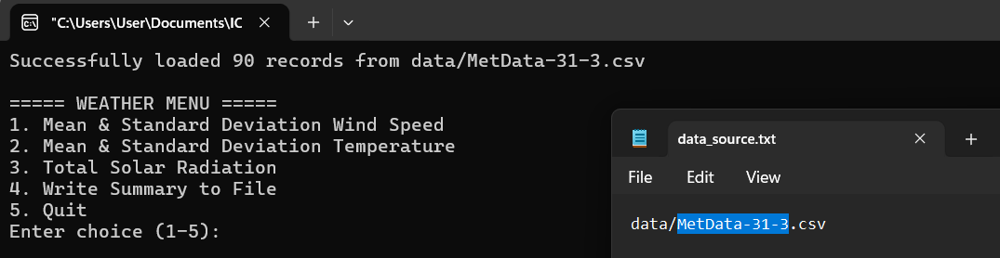 "C:\Users\User\Documents\IC
Successfully loaded 90 records from data/MetData-31-3.csv
===== WEATHER MENU =====
1. Mean & Standard Deviation Wind Speed
2. Mean & Standard Deviation Temperature
3. Total Solar Radiation
4. Write Summary to File
5. Quit
Enter choice (1-5):
data_source.txt
File Edit View
data/MetData-31-3.csv